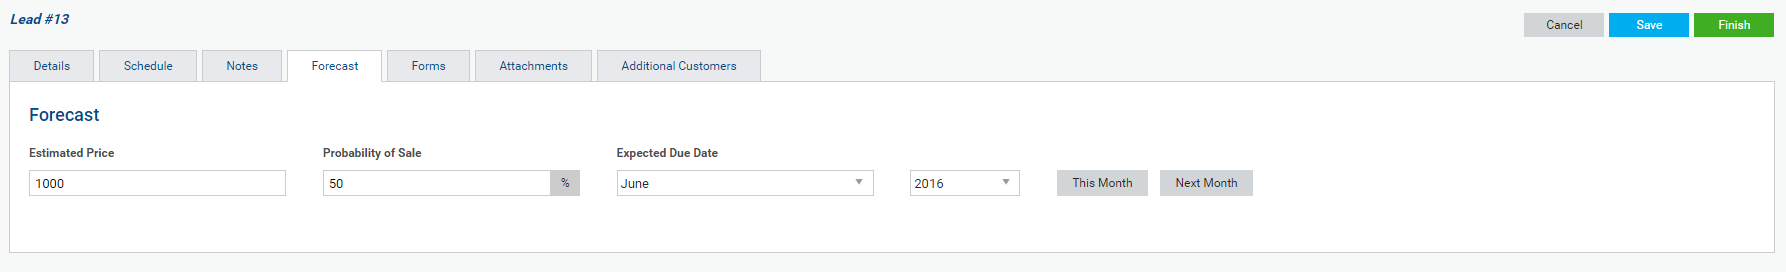 Lead #13
Cancel Save Finish
Details Schedule Notes Forecast Forms Attachments Additional Customers
Forecast
Estimated Price Probability of Sale Expected Due Date
1000 50 % June 2016 This Month Next Month